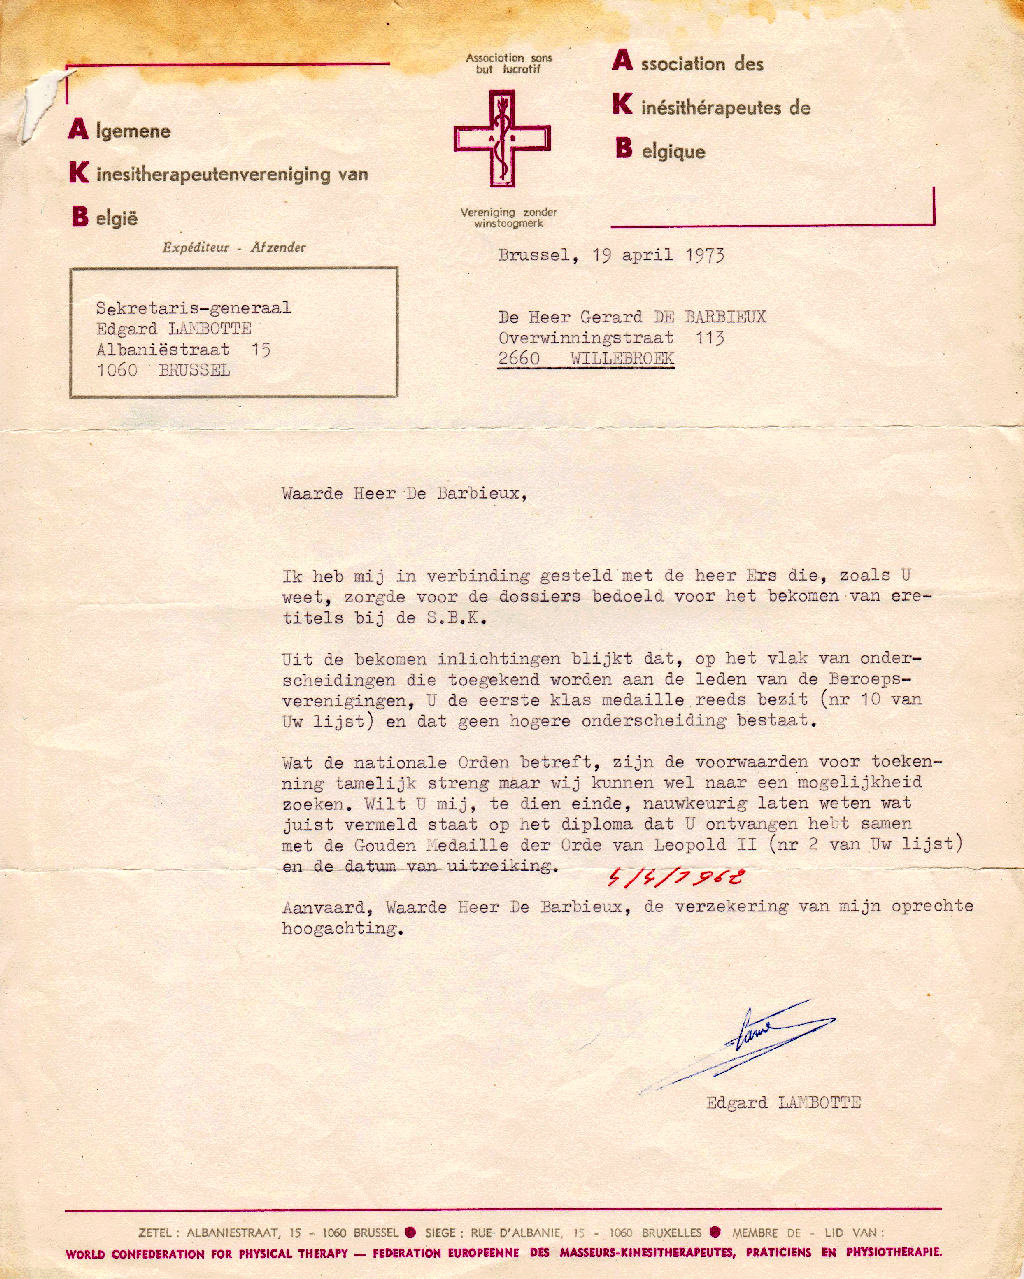 Algemene
Kinesitherapeutenvereniging van
België
Association sans
but lucratif
Vereniging zonder
winstoogmerk
Association des
Kinésithérapeutes de
Belgique
Expéditeur - Afzender
Sekretaris-generaal
Edgard LAMBOTTE
Albaniëstraat 15
1060 BRUSSEL
Brussel, 19 april 1973
De Heer Gerard DE BARBIEUX
Overwinningstraat 113
2660 WILLEBROEK
Waarde Heer De Barbieux,
Ik heb mij in verbinding gesteld met de heer Ers die, zoals U
weet, zorgde voor de dossiers bedoeld voor het bekomen van ere-
titels bij de S.B.K.
Uit de bekomen inlichtingen blijkt dat, op het vlak van onder-
scheidingen die toegekend worden aan de leden van de Beroeps-
verenigingen, U de eerste klas medaille reeds bezit (nr 10 van
Uw lijst) en dat geen hogere onderscheiding bestaat.
Wat de nationale Orden betreft, zijn de voorwaarden voor toeken-
ning tamelijk streng maar wij kunnen wel naar een mogelijkheid
zoeken. Wilt U mij, te dien einde, nauwkeurig laten weten wat
juist vermeld staat op het diploma dat U ontvangen hebt samen
met de Gouden Medaille der Orde van Leopold II (nr 2 van Uw lijst)
en de datum van uitreiking.
Aanvaard, Waarde Heer De Barbieux, de verzekering van mijn oprechte
hoogachting.
Edgard LAMBOTTE
ZETEL : ALBANIESTRAAT, 15 - 1060 BRUSSEL ● SIEGE : RUE D'ALBANIE, 15 - 1060 BRUXELLES ● MEMBRE DE - LID VAN :
WORLD CONFEDERATION FOR PHYSICAL THERAPY — FEDERATION EUROPEENNE DES MASSEURS-KINESITHERAPEUTES, PRATICIENS EN PHYSIOTHERAPIE.